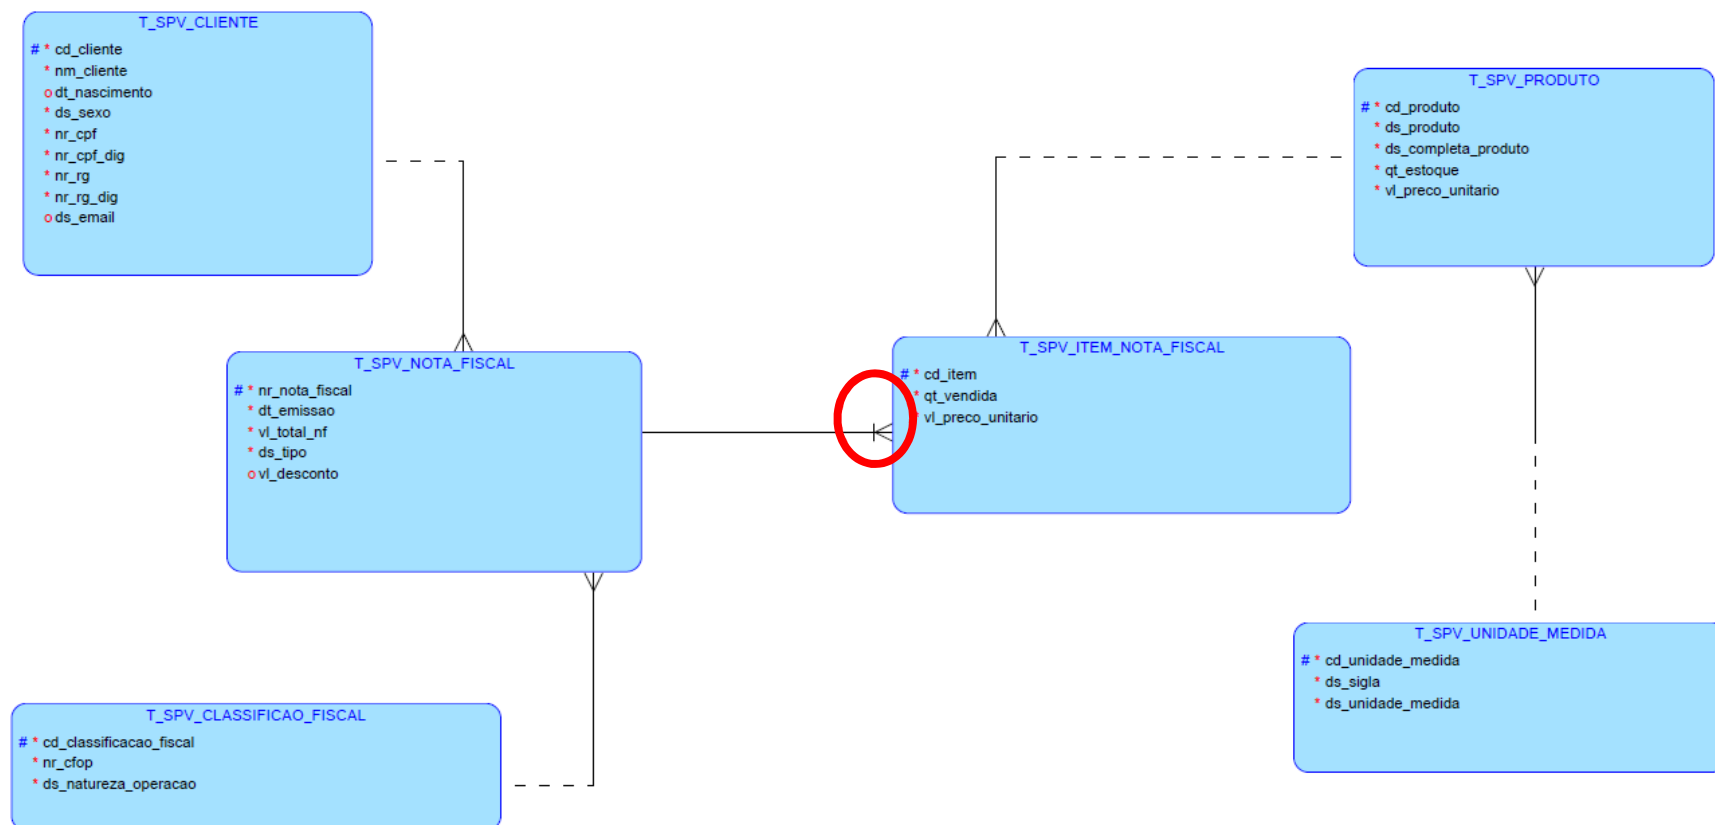 T_SPV_CLIENTE
# * cd_cliente
* nm_cliente
o dt_nascimento
* ds_sexo
* nr_cpf
* nr_cpf_dig
* nr_rg
* nr_rg_dig
o ds_email
T_SPV_PRODUTO
# * cd_produto
* ds_produto
* ds_completa_produto
* qt_estoque
* vl_preco_unitario
T_SPV_NOTA_FISCAL
# * nr_nota_fiscal
* dt_emissao
* vl_total_nf
* ds_tipo
o vl_desconto
T_SPV_ITEM_NOTA_FISCAL
# * cd_item
* qt_vendida
* vl_preco_unitario
T_SPV_CLASSIFICAO_FISCAL
# * cd_classificacao_fiscal
* nr_cfop
* ds_natureza_operacao
T_SPV_UNIDADE_MEDIDA
# * cd_unidade_medida
* ds_sigla
* ds_unidade_medida